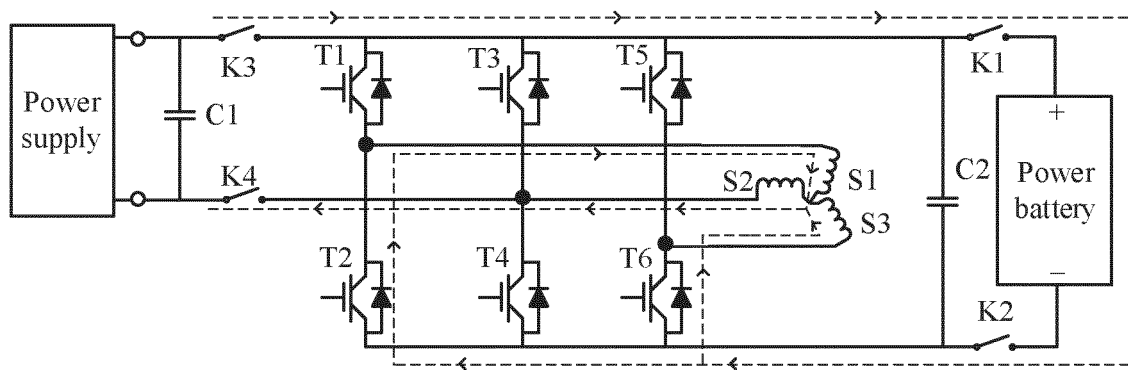 K3
T1
T3
T5
K1
Power
supply
C1
+
K4
S2
S1
C2
Power
battery
S3
T2
T4
T6
−
K2